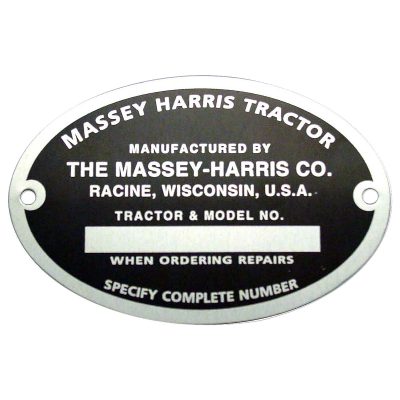 MASSEY HARRIS TRACTOR
MANUFACTURED BY
THE MASSEY-HARRIS CO.
RACINE, WISCONSIN, U.S.A.
TRACTOR & MODEL NO.
WHEN ORDERING REPAIRS
SPECIFY COMPLETE NUMBER